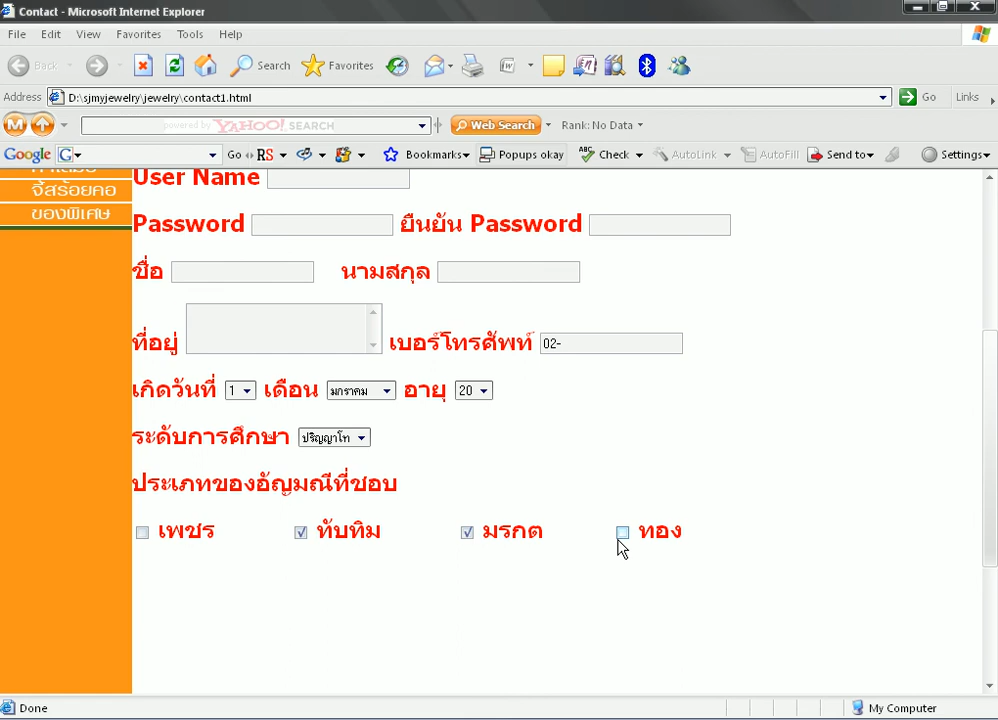 Contact - Microsoft Internet Explorer
File Edit View Favorites Tools Help
Back Search Favorites
Address D:\sjmyjewelry\jewelry\contact1.html Go Links
powered by YAHOO! SEARCH Web Search Rank: No Data
Google G Go RS Bookmarks Popups okay Check AutoLink AutoFill Send to Settings
User Name
จี้สร้อยคอ
ของพิเศษ
Password ยืนยัน Password
ชื่อ นามสกุล
ที่อยู่ เบอร์โทรศัพท์ 02-
เกิดวันที่ 1 เดือน มกราคม อายุ 20
ระดับการศึกษา ปริญญาโท
ประเภทของอัญมณีที่ชอบ
เพชร ทับทิม มรกต ทอง
Done My Computer